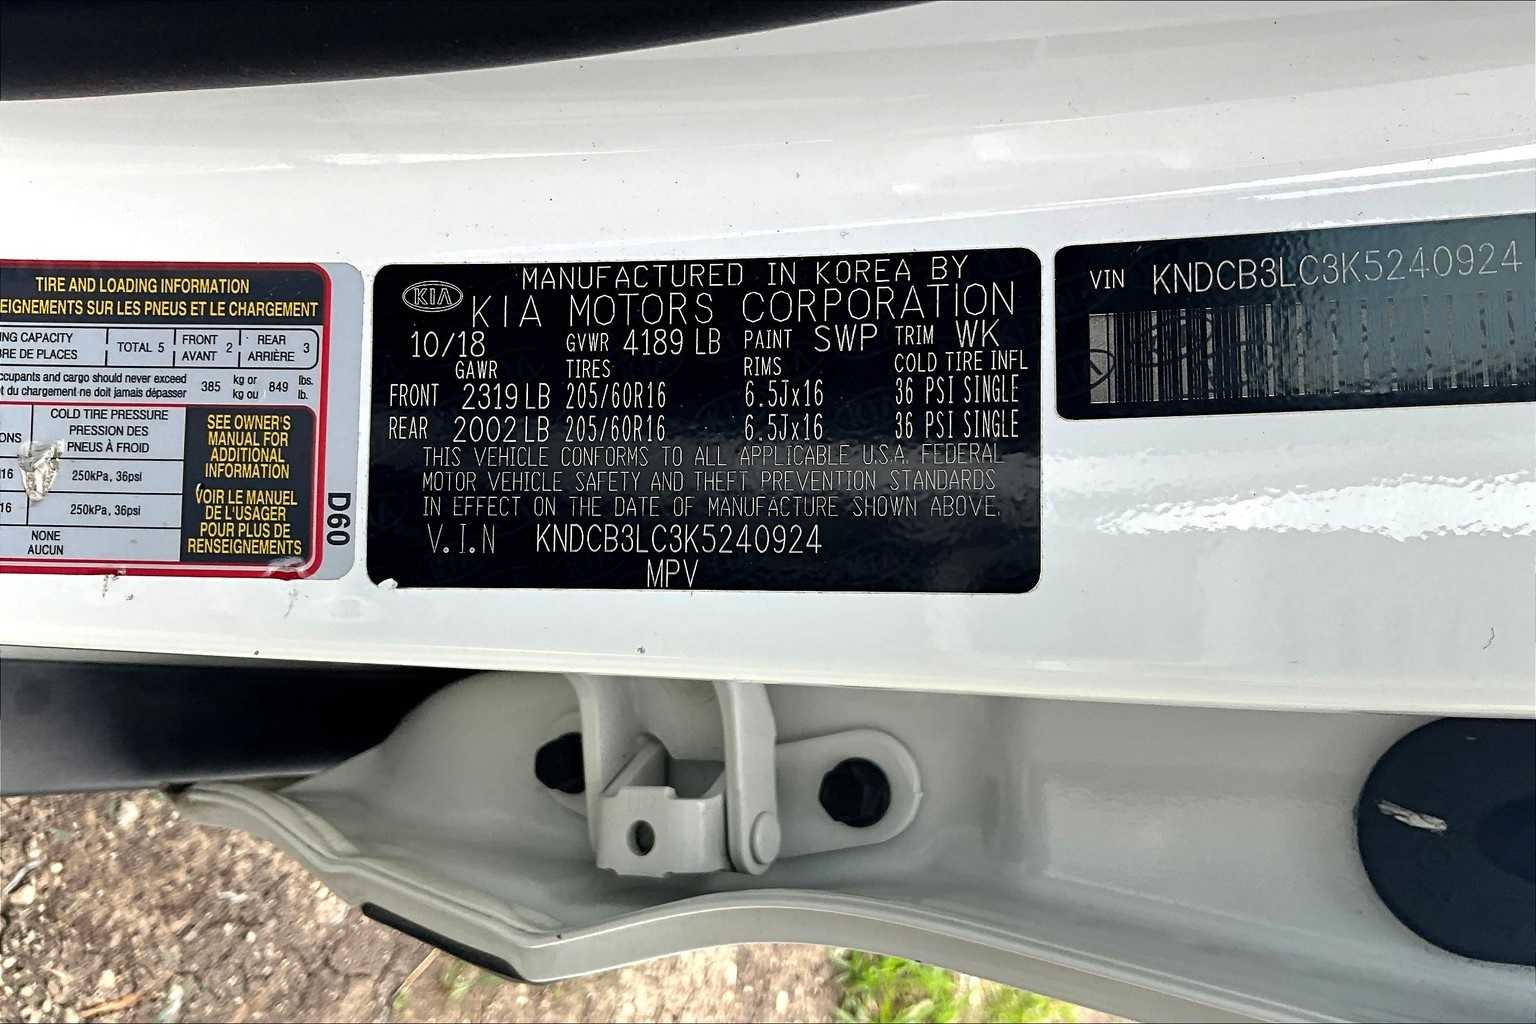 TIRE AND LOADING INFORMATION
EIGNEMENTS SUR LES PNEUS ET LE CHARGEMENT
NG CAPACITY
RE DE PLACES
TOTAL 5
FRONT
AVANT
2
REAR
ARRIÈRE
3
ccupants and cargo should never exceed
t du chargement ne doit jamais dépasser
385
kg or
kg ou
849
lbs.
lb.
ONS
COLD TIRE PRESSURE
PRESSION DES
PNEUS À FROID
16
250kPa, 36psi
16
250kPa, 36psi
NONE
AUCUN
SEE OWNER'S
MANUAL FOR
ADDITIONAL
INFORMATION
VOIR LE MANUEL
DE L'USAGER
POUR PLUS DE
RENSEIGNEMENTS
D60
MANUFACTURED IN KOREA BY
KIA
KIA MOTORS CORPORATION
10/18 GVWR 4189 LB PAINT SWP TRIM WK
GAWR TIRES RIMS COLD TIRE INFL
FRONT 2319 LB 205/60R16 6.5Jx16 36 PSI SINGLE
REAR 2002 LB 205/60R16 6.5Jx16 36 PSI SINGLE
THIS VEHICLE CONFORMS TO ALL APPLICABLE U.S.A. FEDERAL
MOTOR VEHICLE SAFETY AND THEFT PREVENTION STANDARDS
IN EFFECT ON THE DATE OF MANUFACTURE SHOWN ABOVE.
V.I.N KNDCB3LC3K5240924
MPV
VIN KNDCB3LC3K5240924